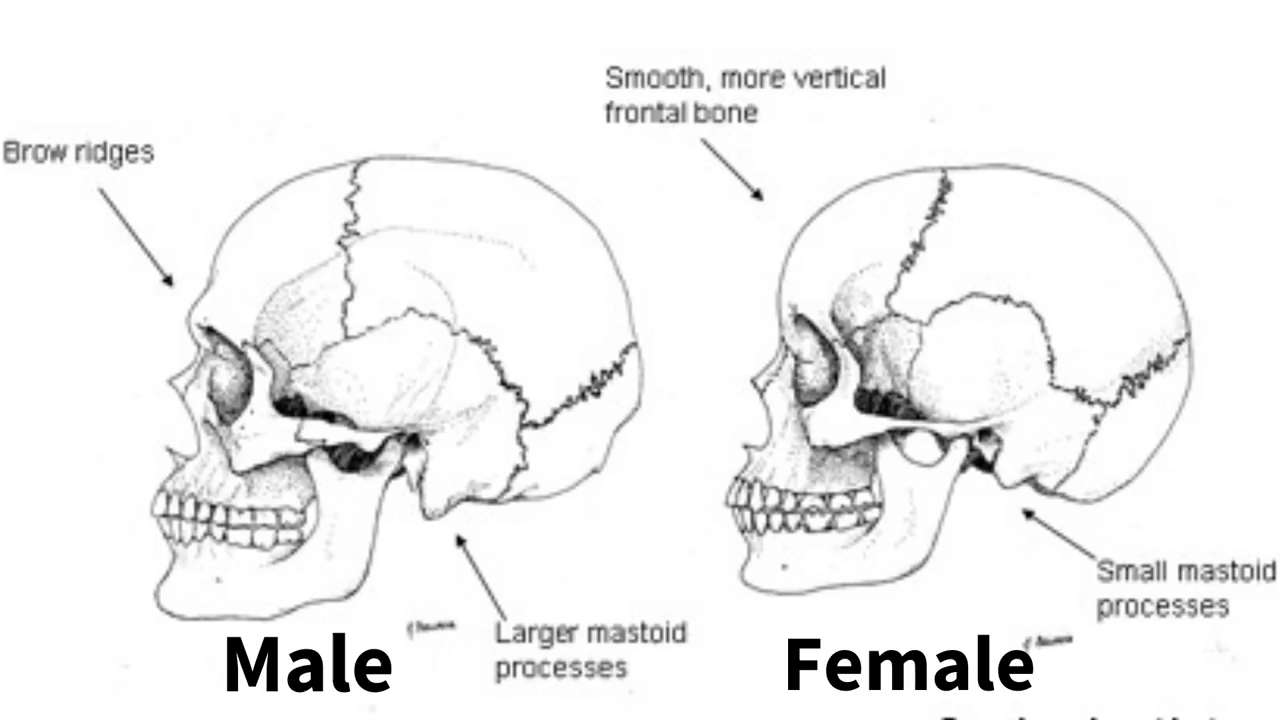 Smooth, more vertical
frontal bone
Brow ridges
Small mastoid
processes
Larger mastoid
processes
Male
Female